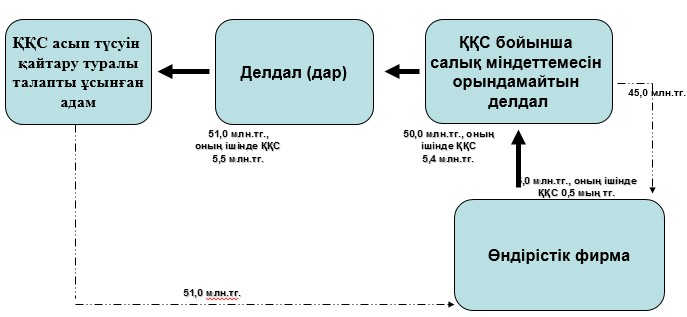 ҚҚС асып түсуін
қайтару туралы
талапты ұсынған
адам
Делдал (дар)
ҚҚС бойынша
салық міндеттемесін
орындамайтын
делдал
45,0 млн.тг.
51,0 млн.тг.,
оның ішінде ҚҚС
5,5 млн.тг.
50,0 млн.тг., оның
ішінде ҚҚС
5,4 млн.тг.
,0 млн.тг., оның ішінде
ҚҚС 0,5 мың тг.
Өндірістік фирма
51,0 млн.тг.